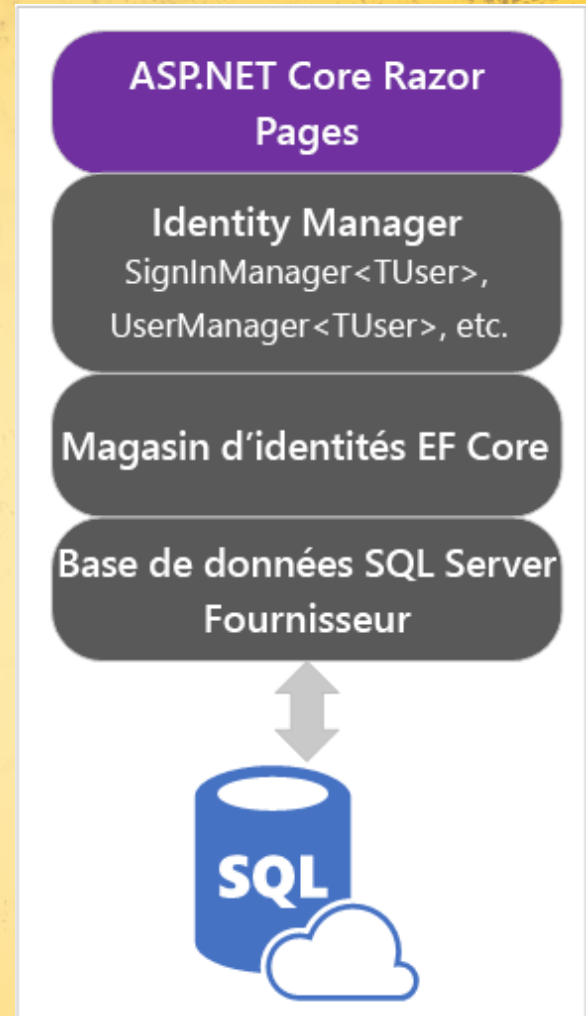 ASP.NET Core Razor
Pages
Identity Manager
SignInManager<TUser>,
UserManager<TUser>, etc.
Magasin d’identités EF Core
Base de données SQL Server
Fournisseur
SQL